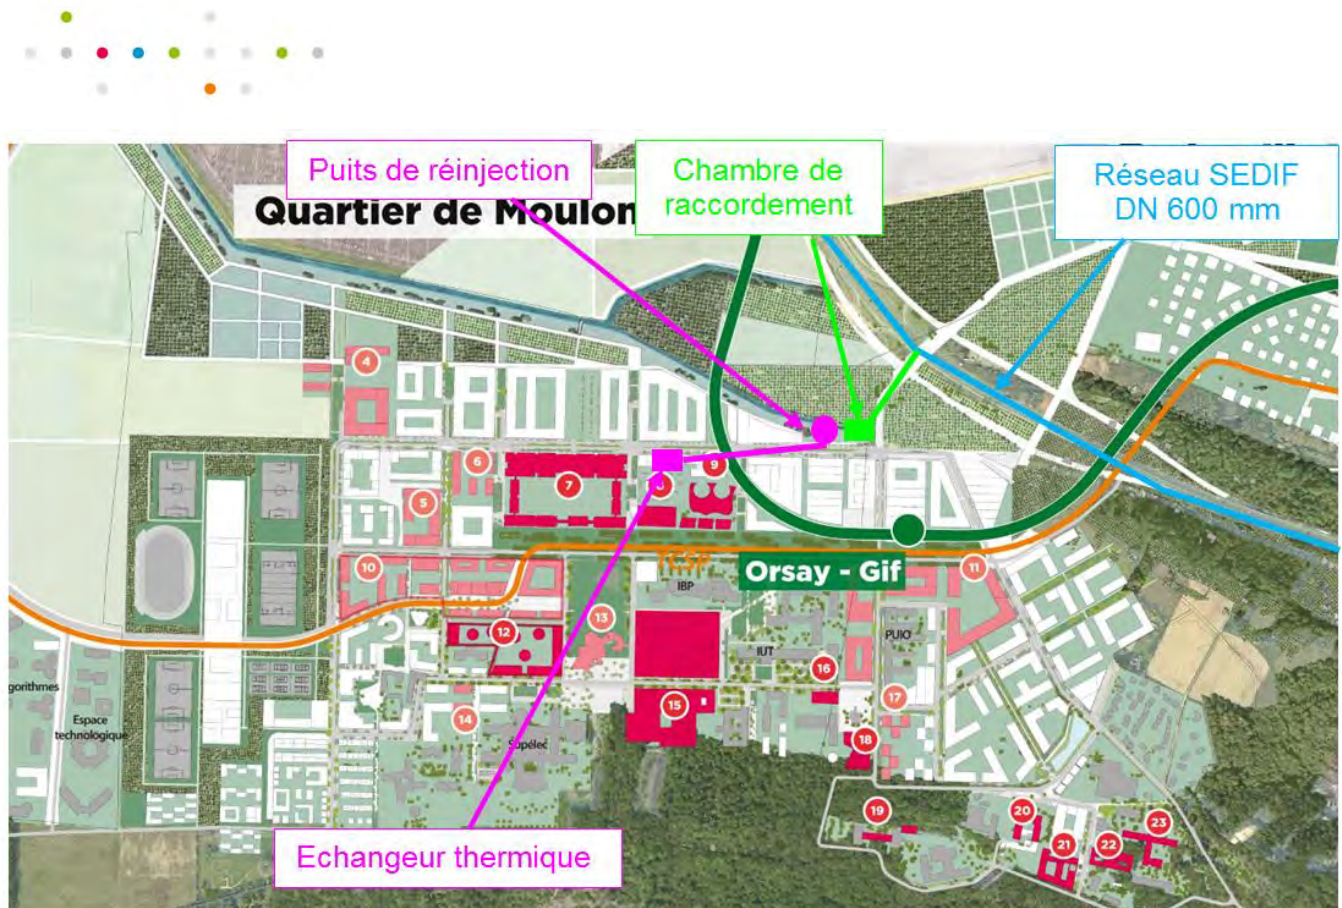 Puits de réinjection
Chambre de
raccordement
Réseau SEDIF
DN 600 mm
Quartier de Moulon
4
6
7
9
5
10
TCSP
IBP
Orsay - Gif
11
12
13
IUT
PUIO
16
Espace
technologique
14
Supélec
15
17
18
19
20
21
22
23
Echangeur thermique